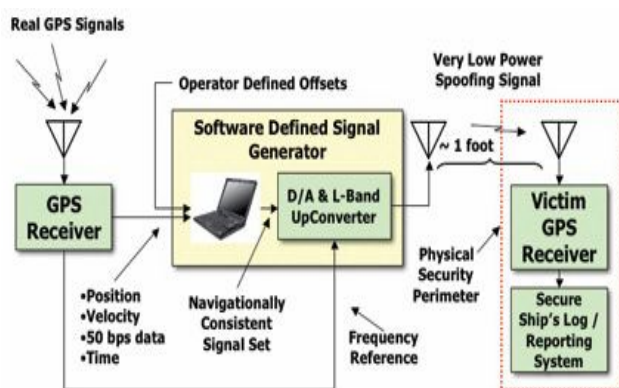 Real GPS Signals
Operator Defined Offsets
Very Low Power
Spoofing Signal
Software Defined Signal
Generator
~ 1 foot
GPS
Receiver
D/A & L-Band
UpConverter
Victim
GPS
Receiver
•Position
•Velocity
•50 bps data
•Time
Navigationally
Consistent
Signal Set
Frequency
Reference
Physical
Security
Perimeter
Secure
Ship's Log /
Reporting
System